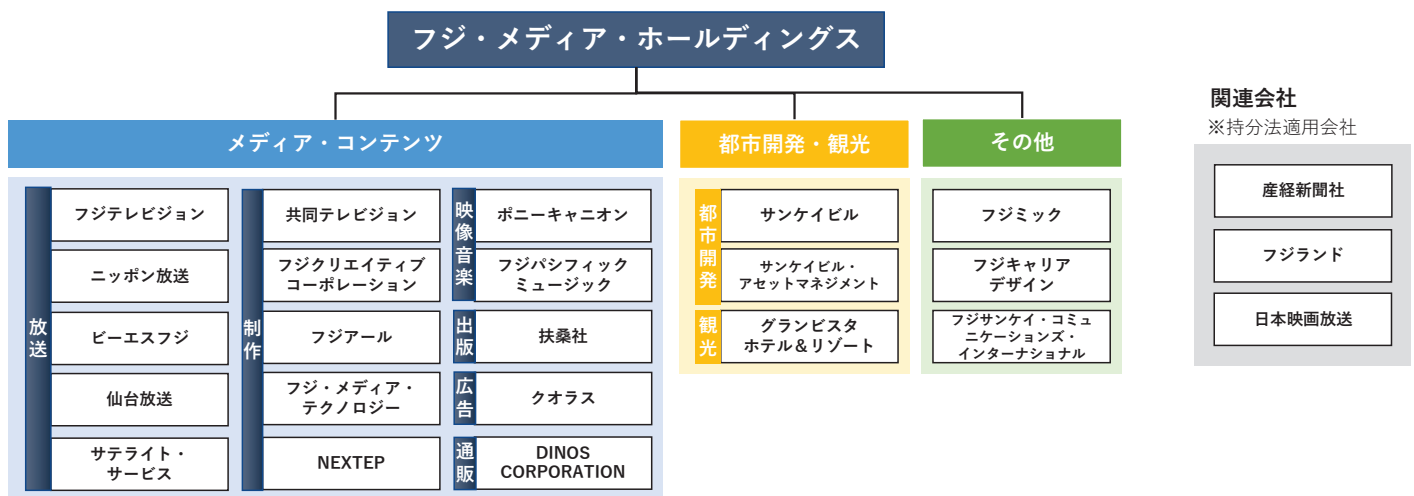 フジ・メディア・ホールディングス
メディア・コンテンツ
放送
フジテレビジョン
ニッポン放送
ビーエスフジ
仙台放送
サテライト・
サービス
制作
共同テレビジョン
フジクリエイティブ
コーポレーション
フジアール
フジ・メディア・
テクノロジー
NEXTEP
映像音楽
ポニーキャニオン
フジパシフィック
ミュージック
出版
扶桑社
広告
クオラス
通販
DINOS
CORPORATION
都市開発・観光
都市開発
サンケイビル
サンケイビル・
アセットマネジメント
観光
グランビスタ
ホテル＆リゾート
その他
フジミック
フジキャリア
デザイン
フジサンケイ・コミュ
ニケーションズ・
インターナショナル
関連会社
※持分法適用会社
産経新聞社
フジランド
日本映画放送